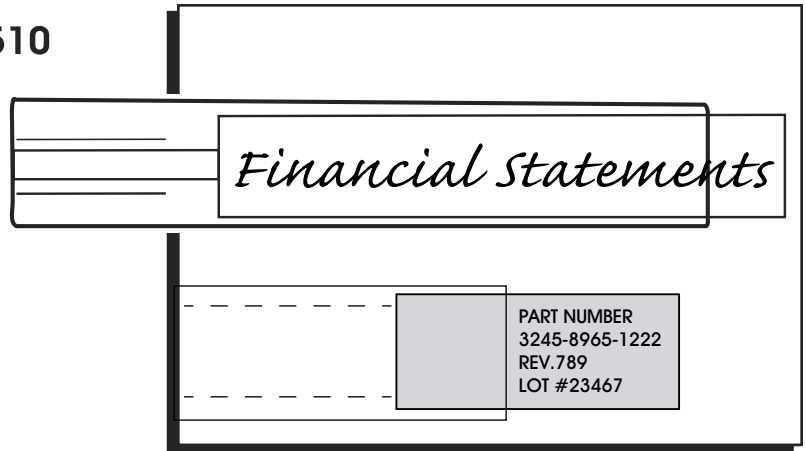 510
Financial Statements
PART NUMBER
3245-8965-1222
REV.789
LOT #23467